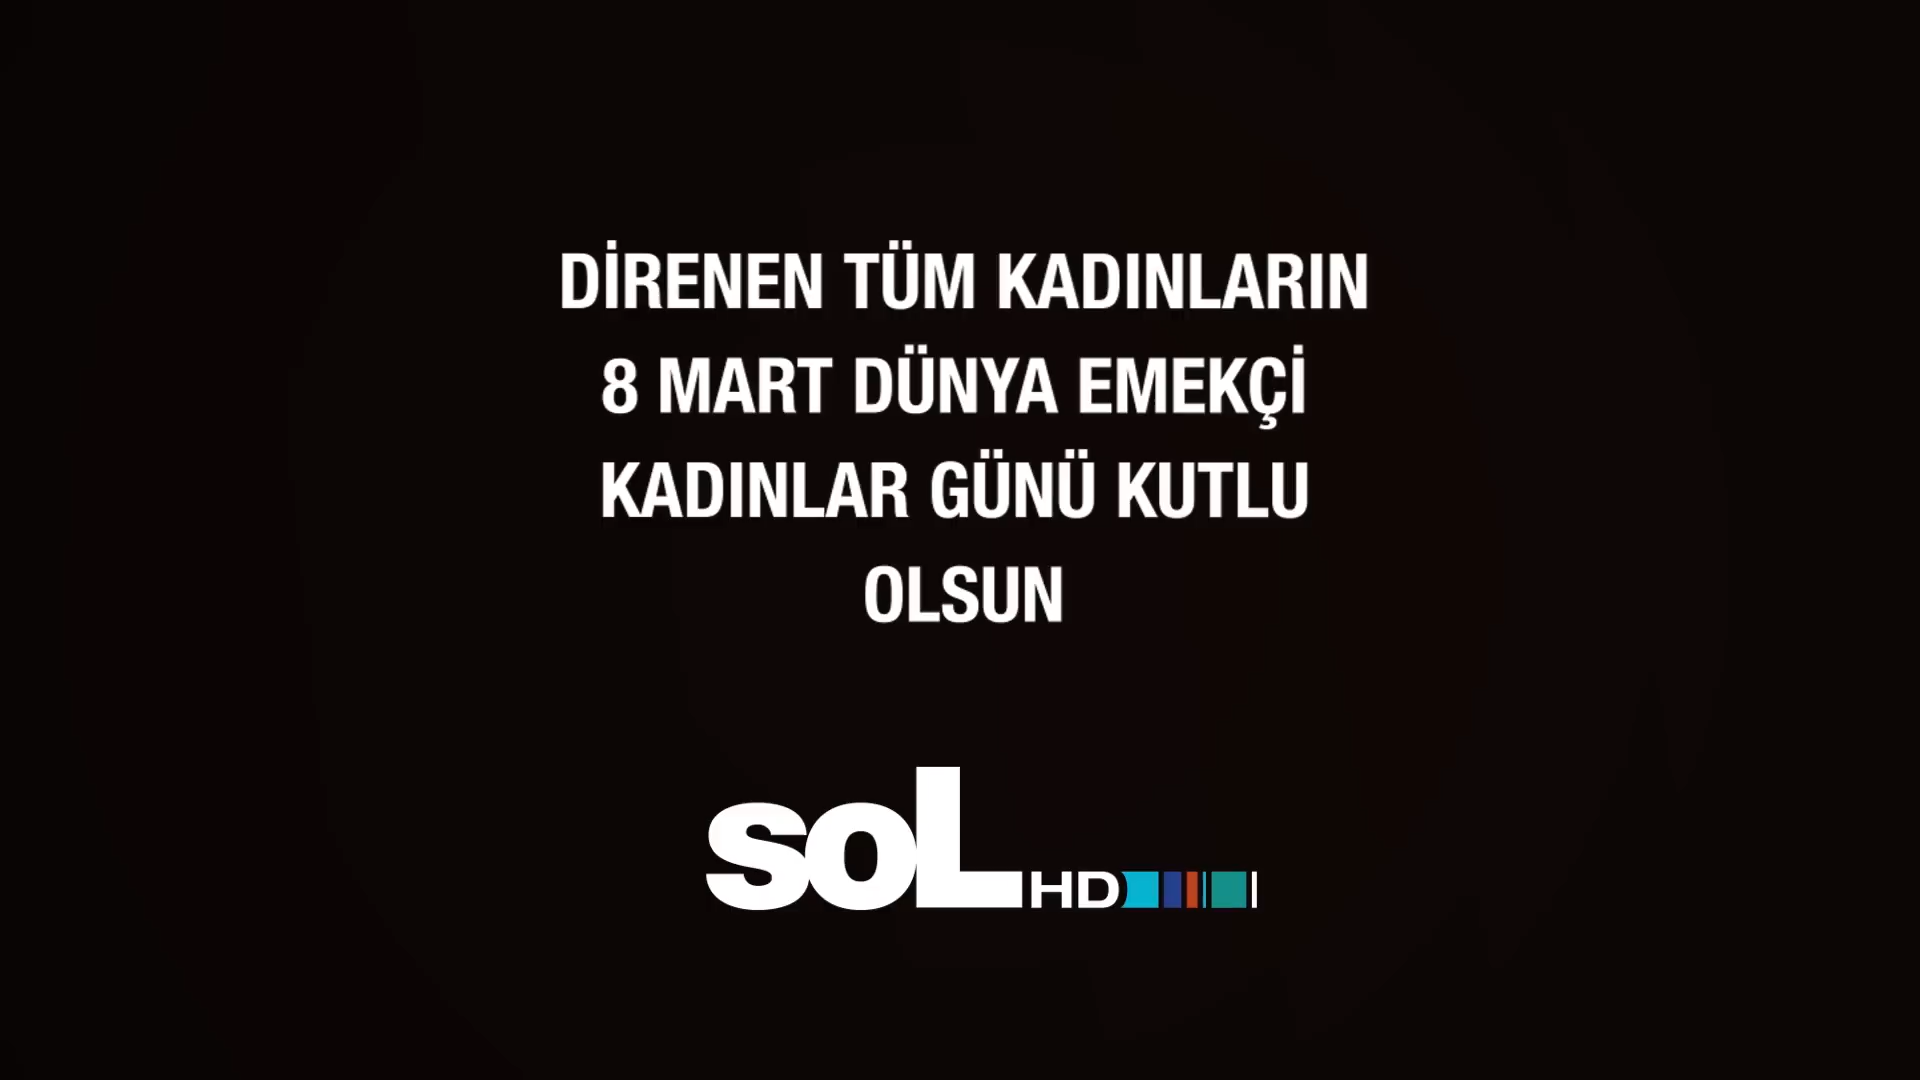 DİRENEN TÜM KADINLARIN
8 MART DÜNYA EMEKÇİ
KADINLAR GÜNÜ KUTLU
OLSUN
soL HD